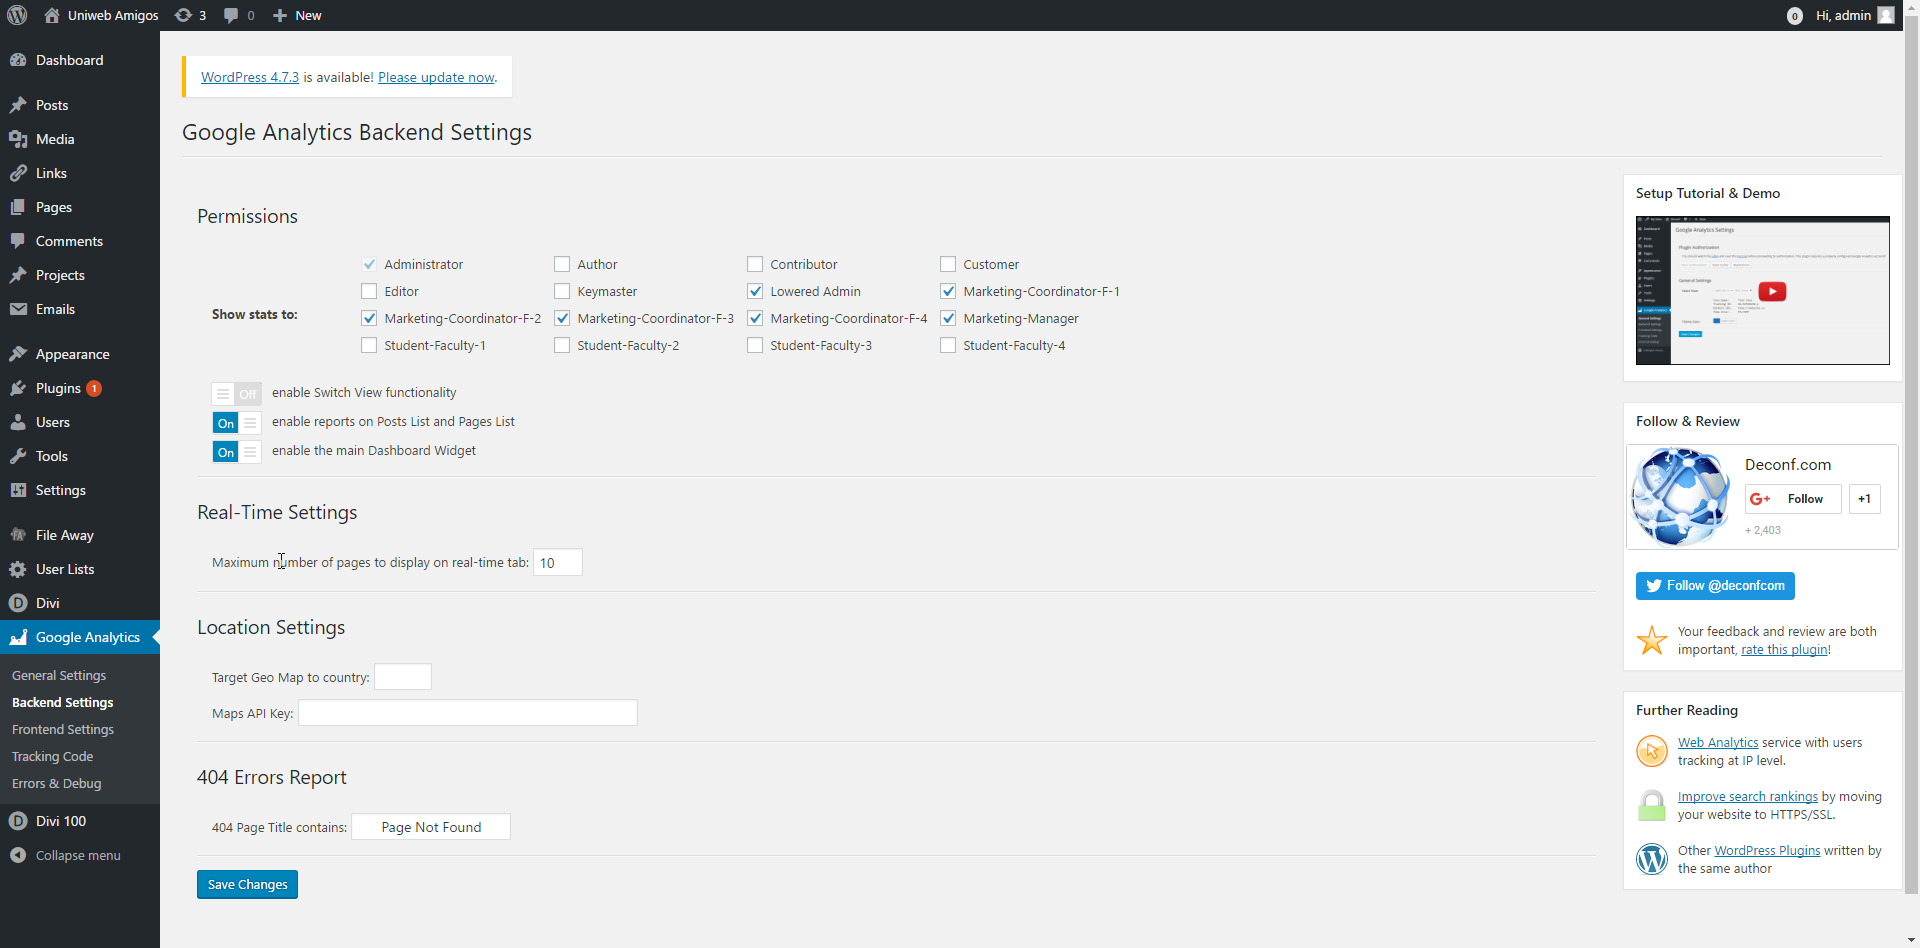 Uniweb Amigos 3 0 New 0 Hi, admin
Dashboard
Posts
Media
Links
Pages
Comments
Projects
Emails
Appearance
Plugins 1
Users
Tools
Settings
File Away
User Lists
Divi
Google Analytics
General Settings
Backend Settings
Frontend Settings
Tracking Code
Errors & Debug
Divi 100
Collapse menu
WordPress 4.7.3 is available! Please update now.
Google Analytics Backend Settings
Permissions
Show stats to:
Administrator Author Contributor Customer
Editor Keymaster Lowered Admin Marketing-Coordinator-F-1
Marketing-Coordinator-F-2 Marketing-Coordinator-F-3 Marketing-Coordinator-F-4 Marketing-Manager
Student-Faculty-1 Student-Faculty-2 Student-Faculty-3 Student-Faculty-4
Off enable Switch View functionality
On enable reports on Posts List and Pages List
On enable the main Dashboard Widget
Real-Time Settings
Maximum number of pages to display on real-time tab: 10
Location Settings
Target Geo Map to country:
Maps API Key:
404 Errors Report
404 Page Title contains: Page Not Found
Save Changes
Setup Tutorial & Demo
Google Analytics Settings
Plugin Authorization
General Settings
Follow & Review
Deconf.com
G+ Follow +1
+ 2,403
Follow @deconfcom
Your feedback and review are both
important, rate this plugin!
Further Reading
Web Analytics service with users
tracking at IP level.
Improve search rankings by moving
your website to HTTPS/SSL.
Other WordPress Plugins written by
the same author